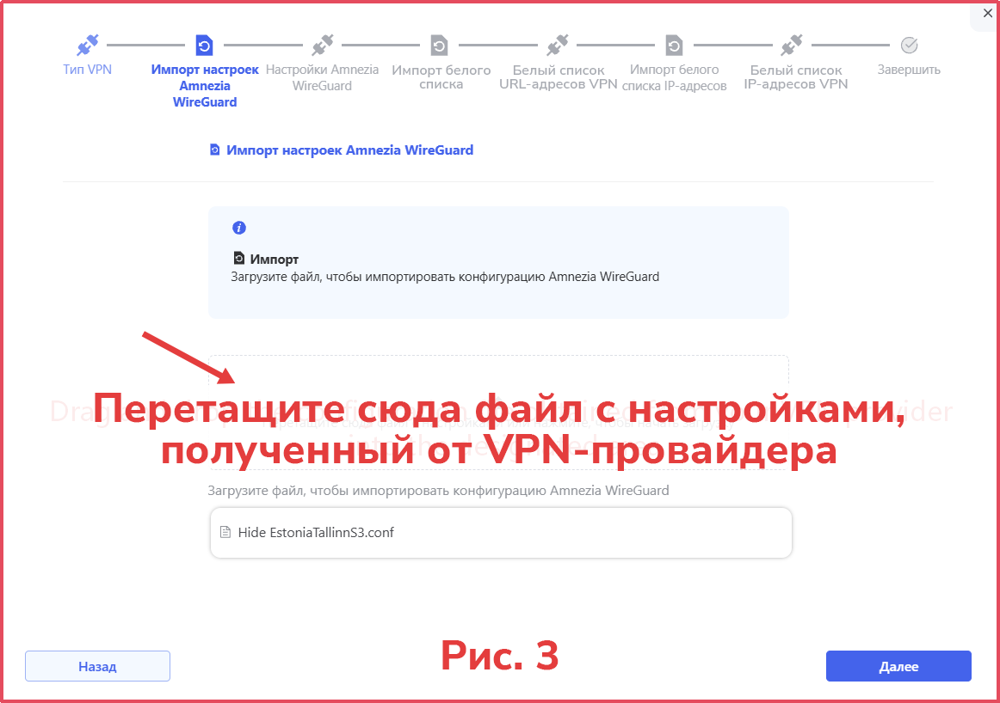 Тип VPN
Импорт настроек
Amnezia
WireGuard
Настройки Amnezia
WireGuard
Импорт белого
списка
Белый список
URL-адресов VPN
Импорт белого
списка IP-адресов
Белый список
IP-адресов VPN
Завершить
Импорт настроек Amnezia WireGuard
Импорт
Загрузите файл, чтобы импортировать конфигурацию Amnezia WireGuard
Перетащите сюда файл с настройками,
полученный от VPN-провайдера
Загрузите файл, чтобы импортировать конфигурацию Amnezia WireGuard
Hide EstoniaTallinnS3.conf
Назад
Рис. 3
Далее